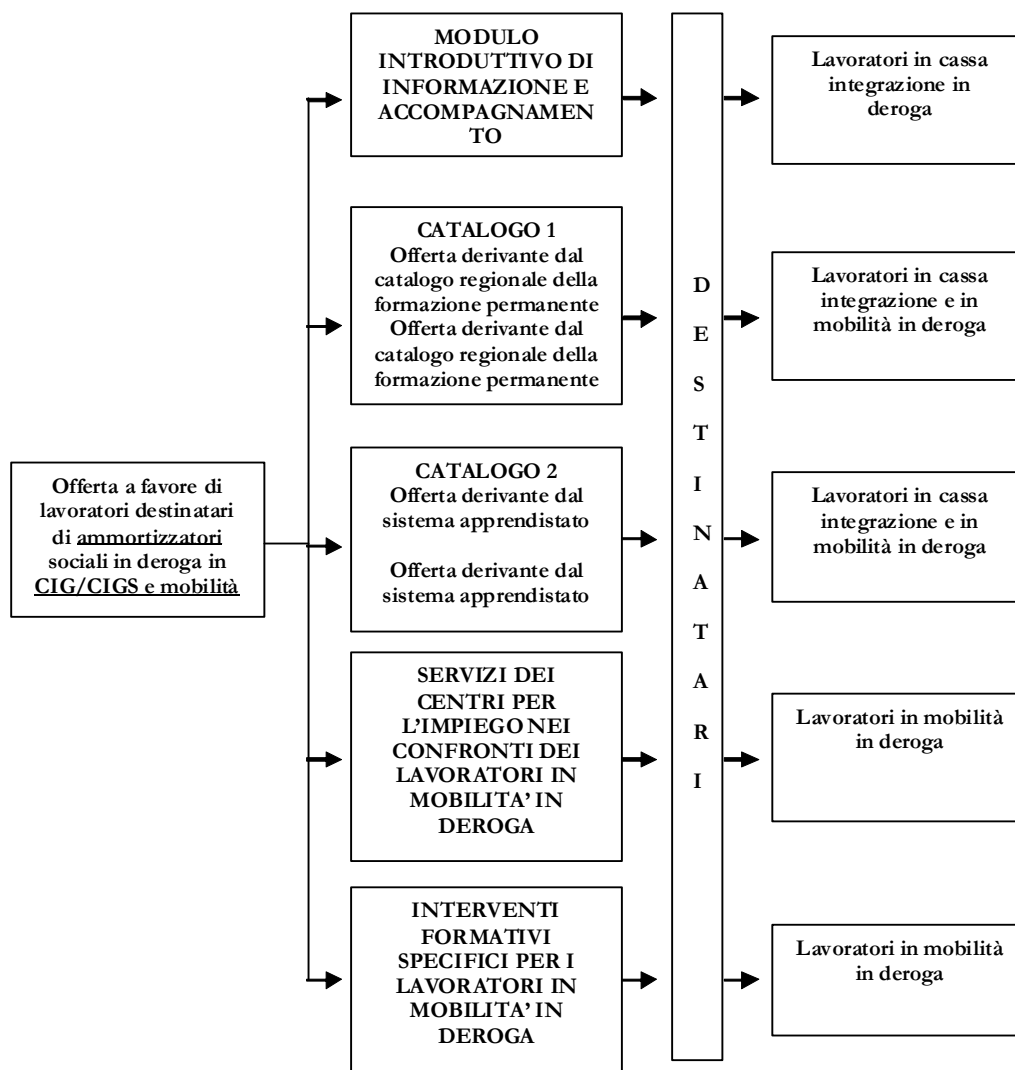 Offerta a favore di
lavoratori destinatari
di ammortizzatori
sociali in deroga in
CIG/CIGS e mobilità
MODULO
INTRODUTTIVO DI
INFORMAZIONE E
ACCOMPAGNAMEN
TO
CATALOGO 1
Offerta derivante dal
catalogo regionale della
formazione permanente
Offerta derivante dal
catalogo regionale della
formazione permanente
CATALOGO 2
Offerta derivante dal
sistema apprendistato
Offerta derivante dal
sistema apprendistato
SERVIZI DEI
CENTRI PER
L'IMPIEGO NEI
CONFRONTI DEI
LAVORATORI IN
MOBILITA' IN
DEROGA
INTERVENTI
FORMATIVI
SPECIFICI PER I
LAVORATORI IN
MOBILITA' IN
DEROGA
D
E
S
T
I
N
A
T
A
R
I
Lavoratori in cassa
integrazione in
deroga
Lavoratori in cassa
integrazione e in
mobilità in deroga
Lavoratori in cassa
integrazione e in
mobilità in deroga
Lavoratori in mobilità
in deroga
Lavoratori in mobilità
in deroga